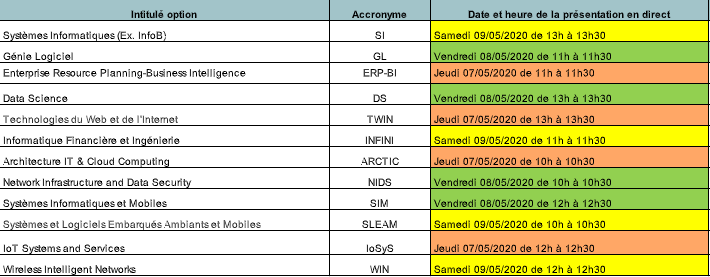 Intitulé option Accronyme Date et heure de la présentation en direct
Systèmes Informatiques (Ex. InfoB) SI Samedi 09/05/2020 de 13h à 13h30
Génie Logiciel GL Vendredi 08/05/2020 de 11h à 11h30
Enterprise Resource Planning-Business Intelligence ERP-BI Jeudi 07/05/2020 de 11h à 11h30
Data Science DS Vendredi 08/05/2020 de 13h à 13h30
Technologies du Web et de l'Internet TWIN Jeudi 07/05/2020 de 13h à 13h30
Informatique Financière et Ingénierie INFINI Samedi 09/05/2020 de 11h à 11h30
Architecture IT & Cloud Computing ARCTIC Jeudi 07/05/2020 de 10h à 10h30
Network Infrastructure and Data Security NIDS Vendredi 08/05/2020 de 10h à 10h30
Systèmes Informatiques et Mobiles SIM Vendredi 08/05/2020 de 12h à 12h30
Systèmes et Logiciels Embarqués Ambiants et Mobiles SLEAM Samedi 09/05/2020 de 10h à 10h30
IoT Systems and Services IoSyS Jeudi 07/05/2020 de 12h à 12h30
Wireless Intelligent Networks WIN Samedi 09/05/2020 de 12h à 12h30